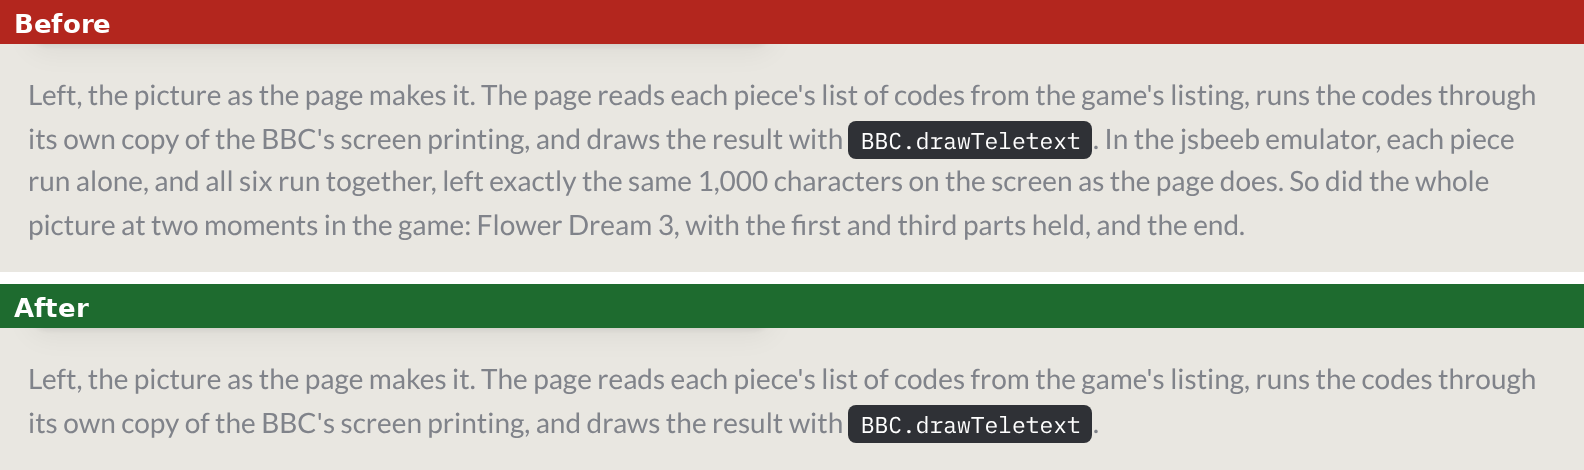 Before
Left, the picture as the page makes it. The page reads each piece's list of codes from the game's listing, runs the codes through
its own copy of the BBC's screen printing, and draws the result with BBC.drawTeletext. In the jsbeeb emulator, each piece
run alone, and all six run together, left exactly the same 1,000 characters on the screen as the page does. So did the whole
picture at two moments in the game: Flower Dream 3, with the first and third parts held, and the end.
After
Left, the picture as the page makes it. The page reads each piece's list of codes from the game's listing, runs the codes through
its own copy of the BBC's screen printing, and draws the result with BBC.drawTeletext.